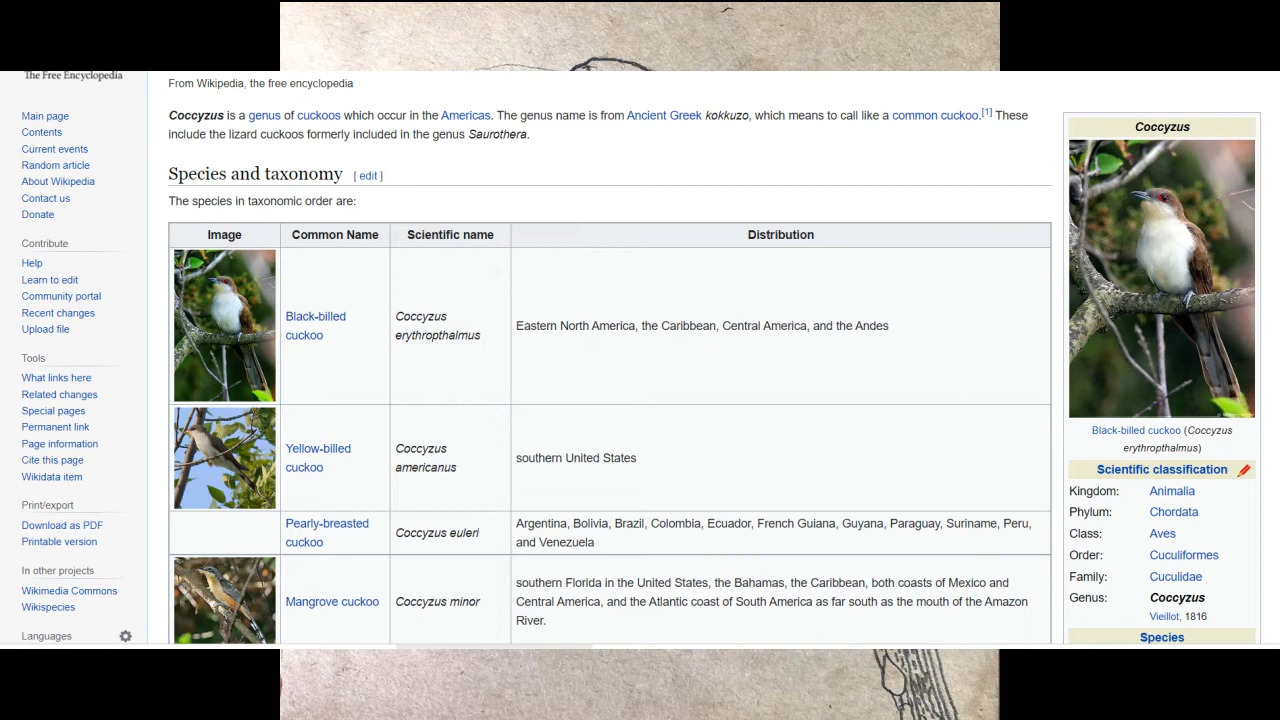 The Free Encyclopedia
Main page
Contents
Current events
Random article
About Wikipedia
Contact us
Donate
Contribute
Help
Learn to edit
Community portal
Recent changes
Upload file
Tools
What links here
Related changes
Special pages
Permanent link
Page information
Cite this page
Wikidata item
Print/export
Download as PDF
Printable version
In other projects
Wikimedia Commons
Wikispecies
Languages
From Wikipedia, the free encyclopedia
Coccyzus is a genus of cuckoos which occur in the Americas. The genus name is from Ancient Greek kokkuzo, which means to call like a common cuckoo.[1] These
include the lizard cuckoos formerly included in the genus Saurothera.
Species and taxonomy [ edit ]
The species in taxonomic order are:
Image Common Name Scientific name Distribution
Black-billed
cuckoo
Coccyzus
erythropthalmus
Eastern North America, the Caribbean, Central America, and the Andes
Yellow-billed
cuckoo
Coccyzus
americanus
southern United States
Pearly-breasted
cuckoo
Coccyzus euleri
Argentina, Bolivia, Brazil, Colombia, Ecuador, French Guiana, Guyana, Paraguay, Suriname, Peru,
and Venezuela
Mangrove cuckoo
Coccyzus minor
southern Florida in the United States, the Bahamas, the Caribbean, both coasts of Mexico and
Central America, and the Atlantic coast of South America as far south as the mouth of the Amazon
River.
Coccyzus
Black-billed cuckoo (Coccyzus
erythropthalmus)
Scientific classification
Kingdom: Animalia
Phylum: Chordata
Class: Aves
Order: Cuculiformes
Family: Cuculidae
Genus: Coccyzus
Vieillot, 1816
Species